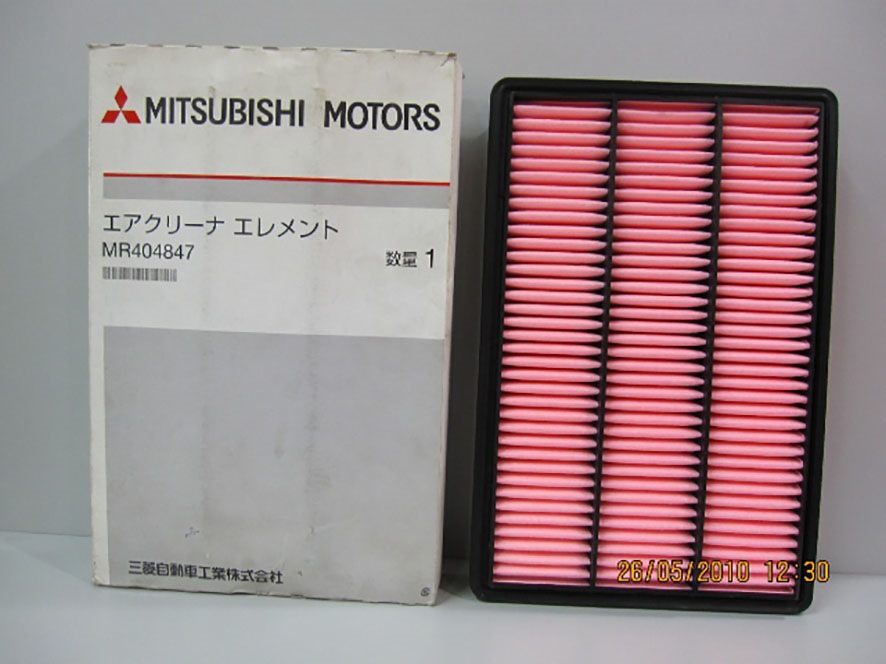 MITSUBISHI MOTORS
エアクリーナ エレメント
MR404847
数量 1
三菱自動車工業株式会社
26/05/2010 12:30